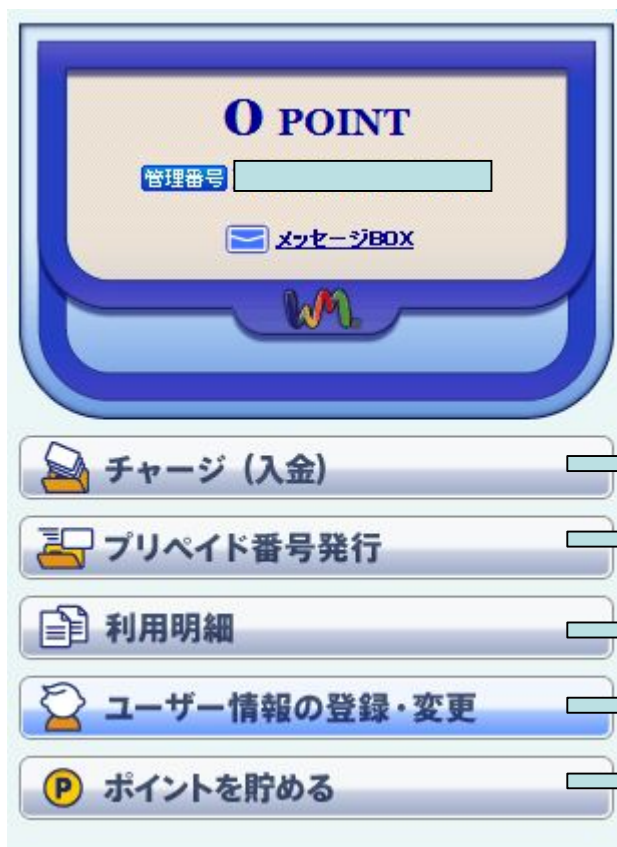 0 POINT
管理番号
メッセージBOX
WM
チャージ (入金)
プリペイド番号発行
利用明細
ユーザー情報の登録・変更
P ポイントを貯める